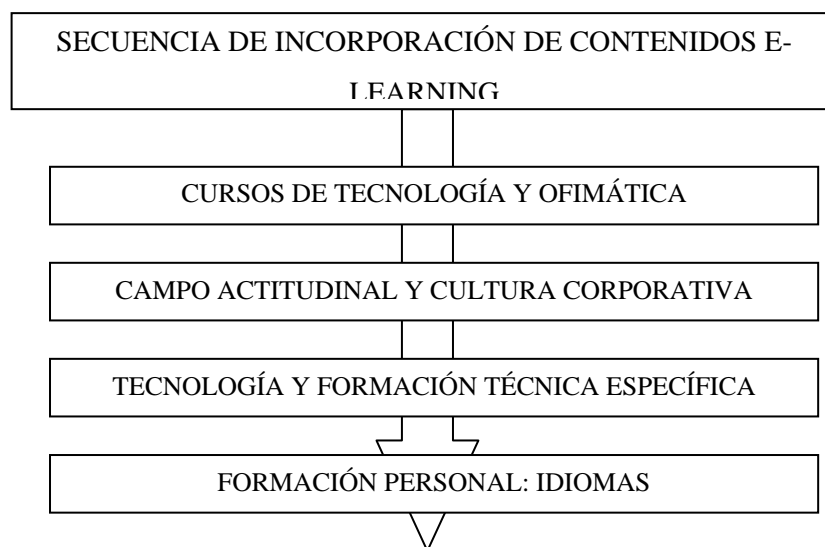 SECUENCIA DE INCORPORACIÓN DE CONTENIDOS E-
LEARNING
CURSOS DE TECNOLOGÍA Y OFIMÁTICA
CAMPO ACTITUDINAL Y CULTURA CORPORATIVA
TECNOLOGÍA Y FORMACIÓN TÉCNICA ESPECÍFICA
FORMACIÓN PERSONAL: IDIOMAS